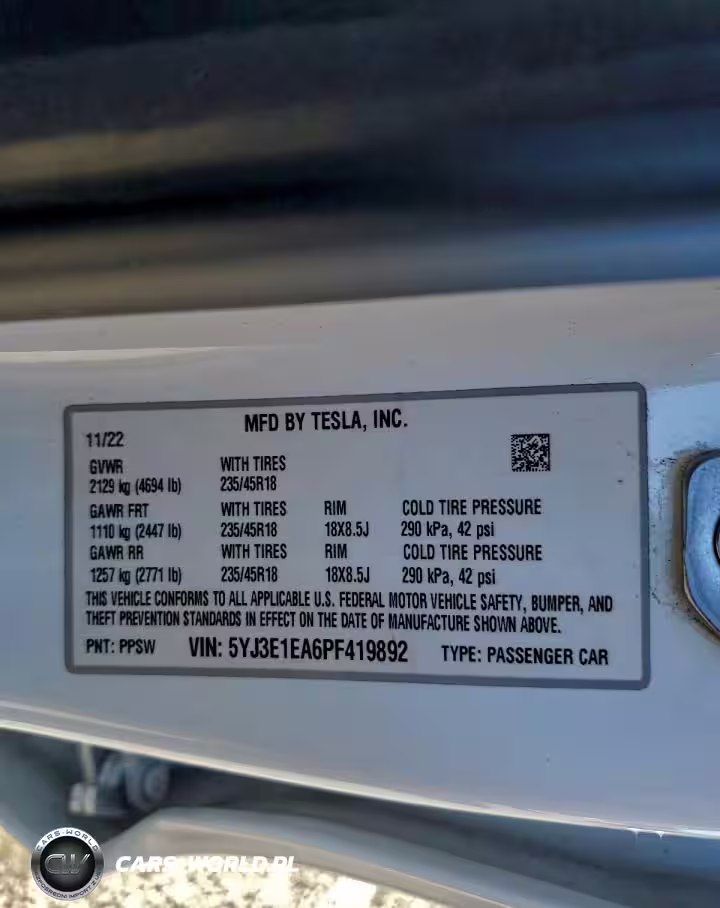 MFD BY TESLA, INC.
11/22
GVWR WITH TIRES
2129 kg (4694 lb) 235/45R18
GAWR FRT WITH TIRES RIM COLD TIRE PRESSURE
1110 kg (2447 lb) 235/45R18 18X8.5J 290 kPa, 42 psi
GAWR RR WITH TIRES RIM COLD TIRE PRESSURE
1257 kg (2771 lb) 235/45R18 18X8.5J 290 kPa, 42 psi
THIS VEHICLE CONFORMS TO ALL APPLICABLE U.S. FEDERAL MOTOR VEHICLE SAFETY, BUMPER, AND
THEFT PREVENTION STANDARDS IN EFFECT ON THE DATE OF MANUFACTURE SHOWN ABOVE.
PNT: PPSW VIN: 5YJ3E1EA6PF419892 TYPE: PASSENGER CAR
CARS-WORLD
CW
CARS-WORLD.PL